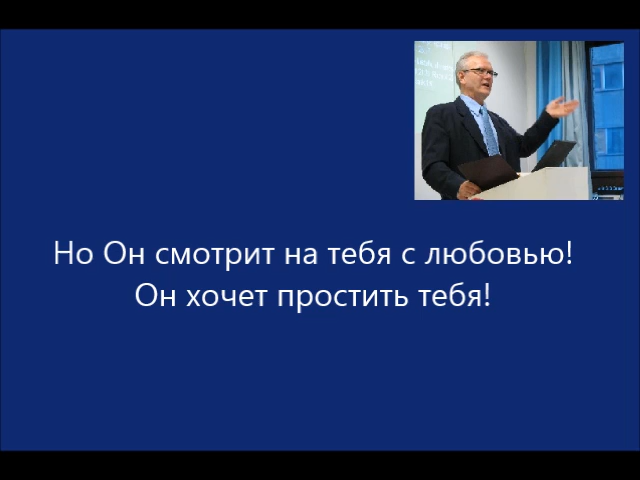 Но Он смотрит на тебя с любовью!
Он хочет простить тебя!